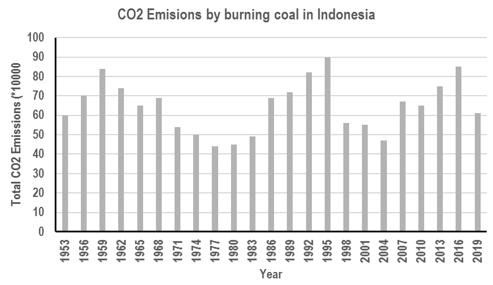 CO2 Emisions by burning coal in Indonesia
Total CO2 Emissions (*10000
100
90
80
70
60
50
40
30
20
10
0
1953 1956 1959 1962 1965 1968 1971 1974 1977 1980 1983 1986 1989 1992 1995 1998 2001 2004 2007 2010 2013 2016 2019
Year